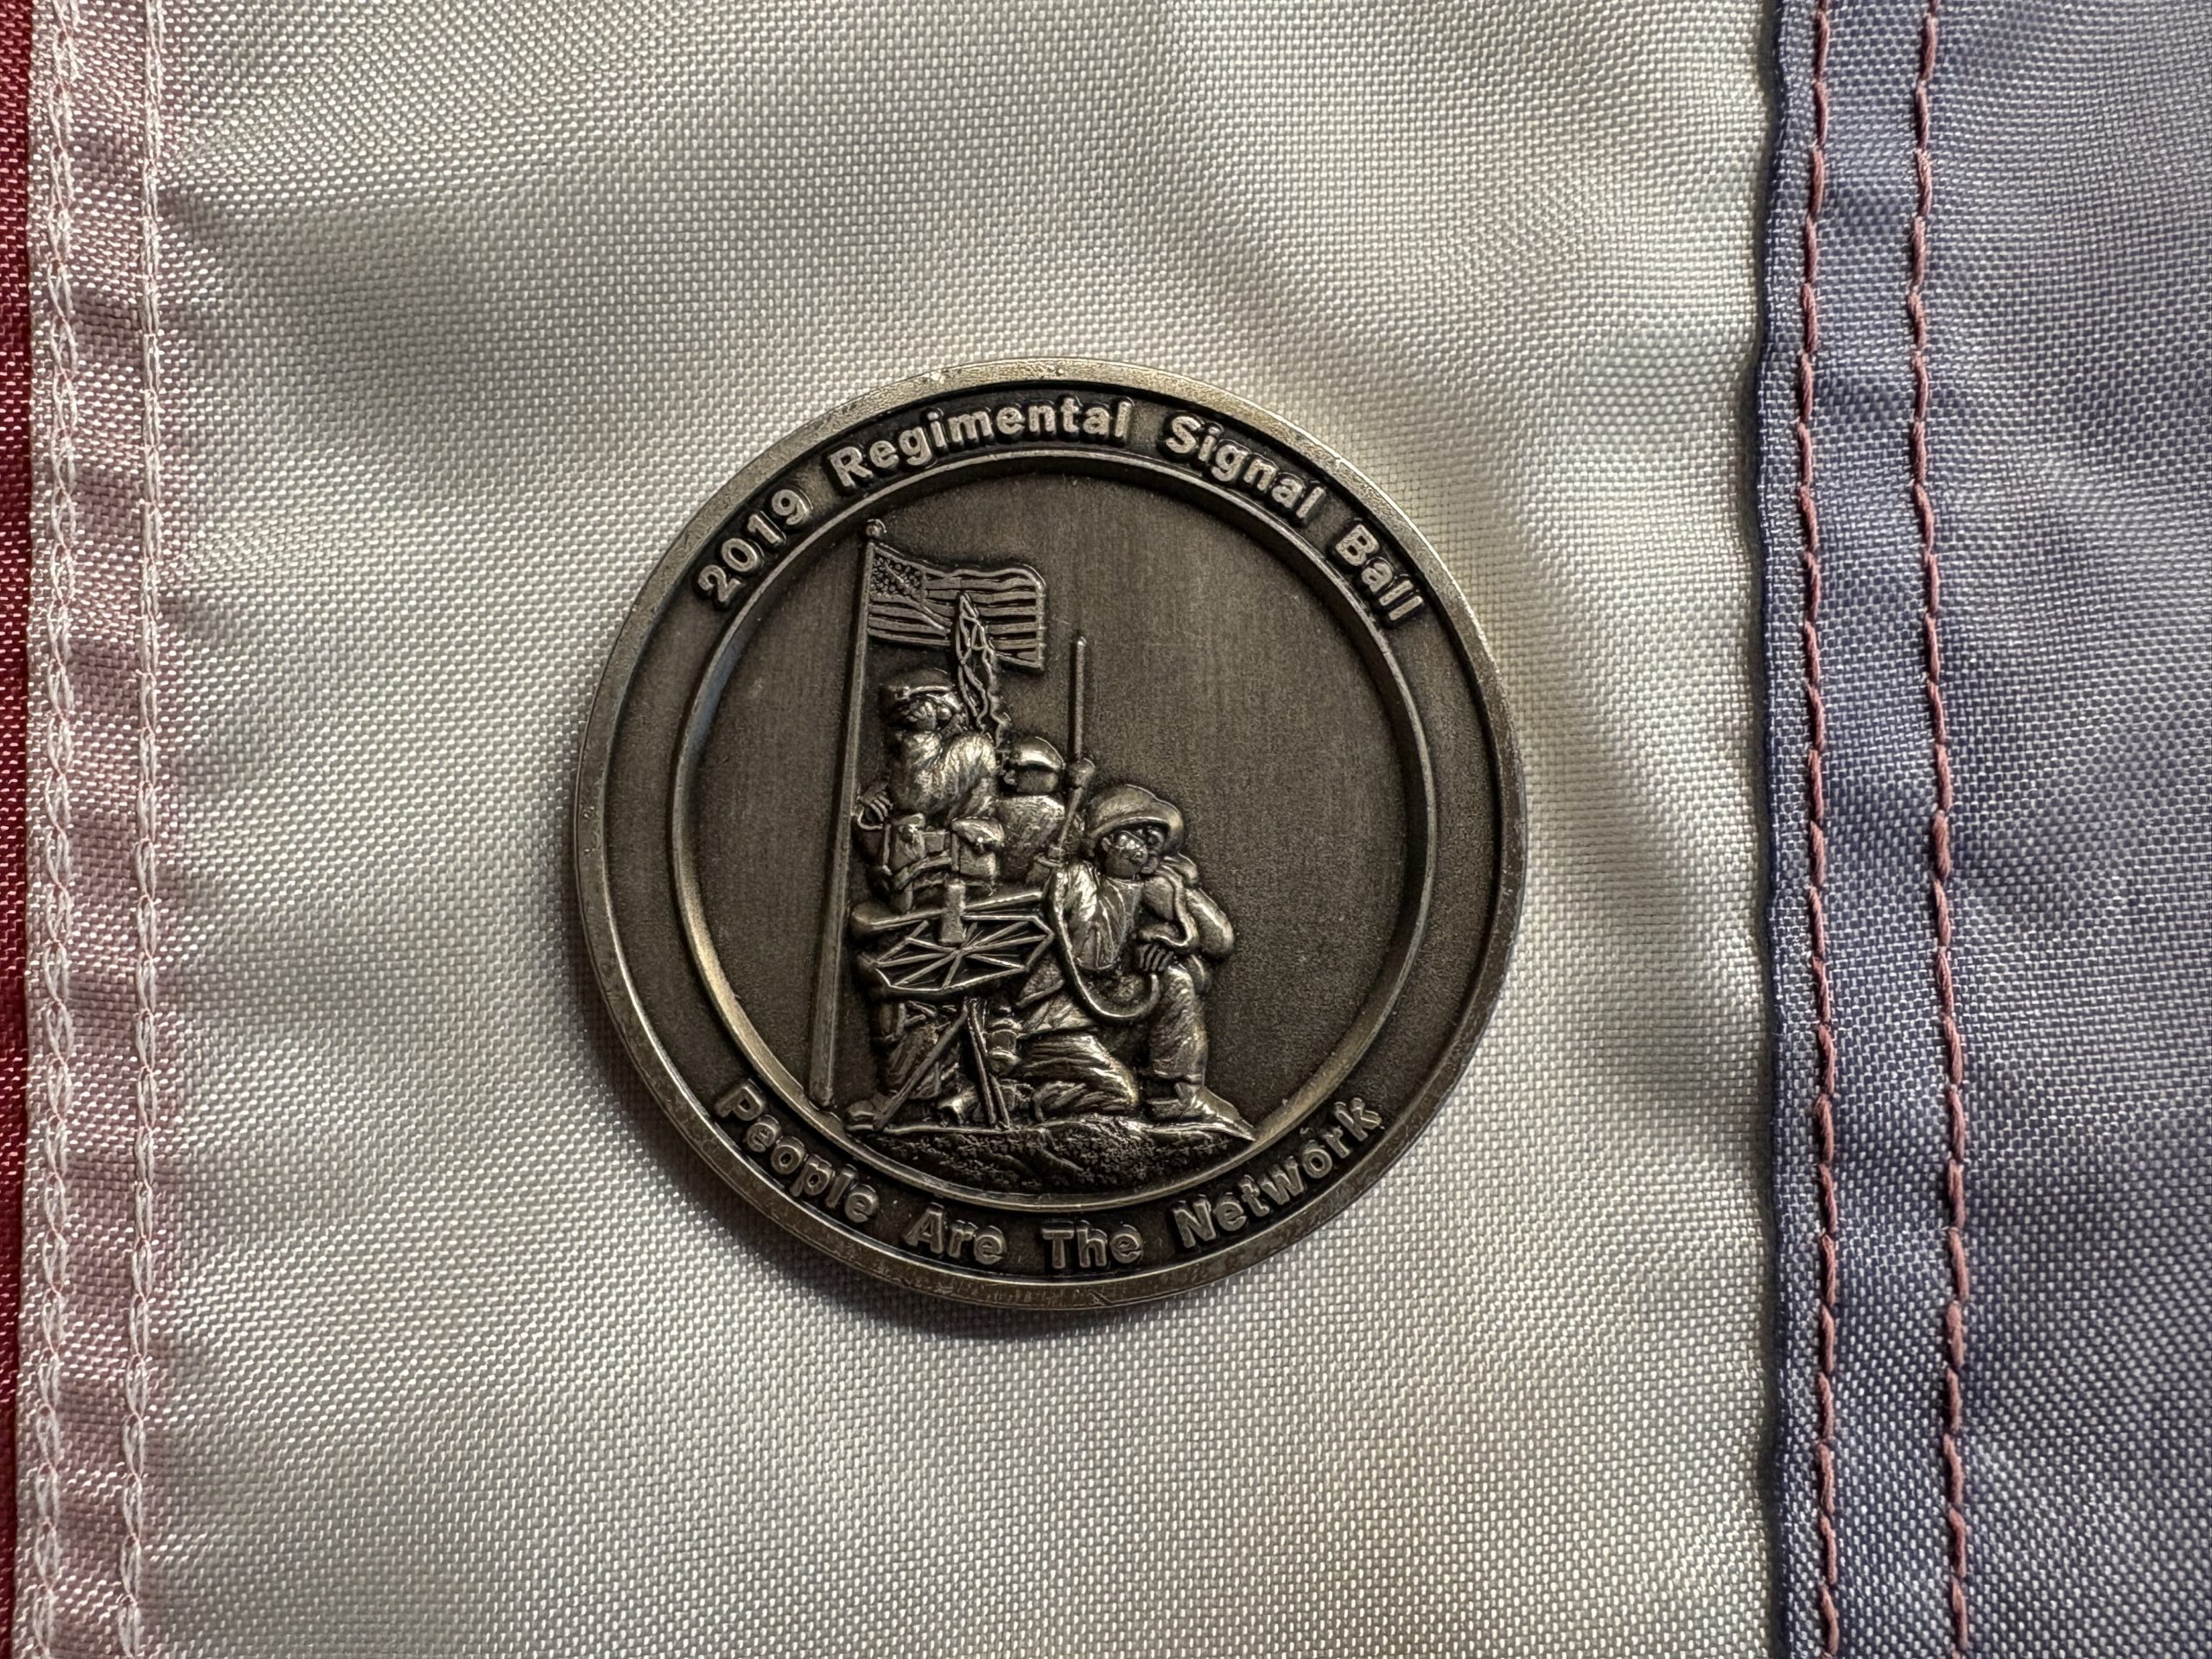 2019 Regimental Signal Ball
People Are The Network